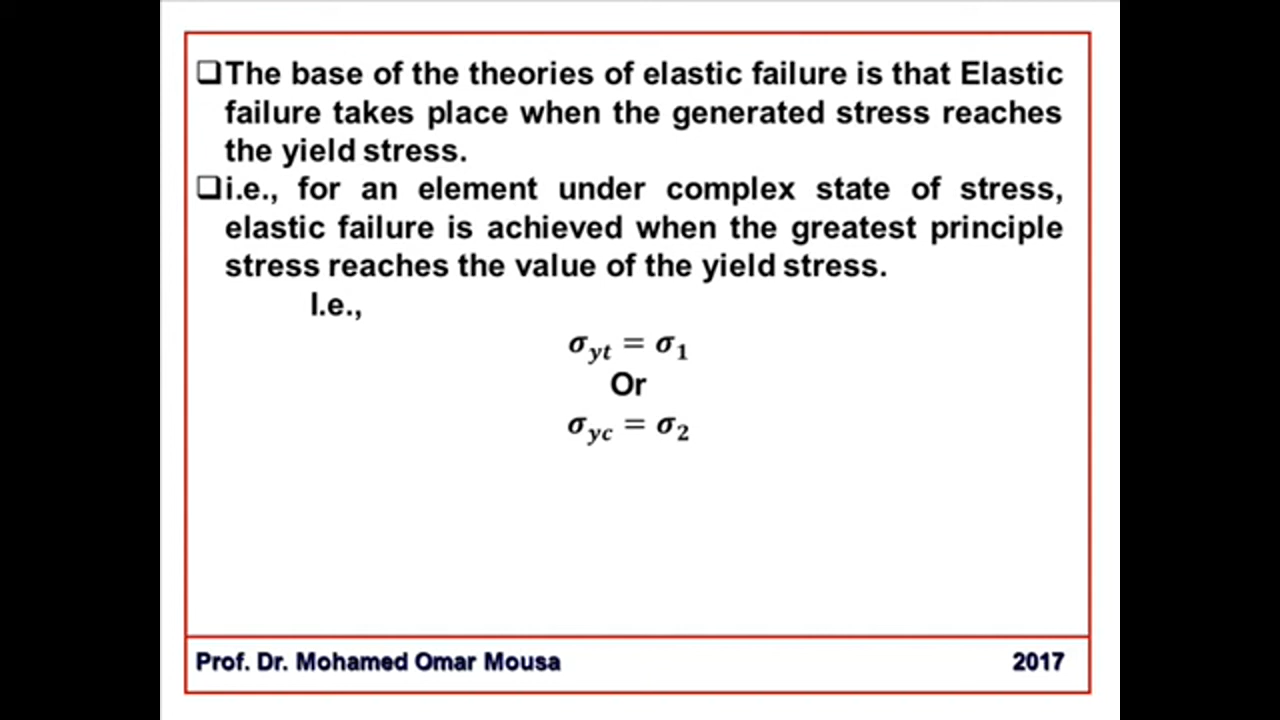 ❑The base of the theories of elastic failure is that Elastic
failure takes place when the generated stress reaches
the yield stress.
❑i.e., for an element under complex state of stress,
elastic failure is achieved when the greatest principle
stress reaches the value of the yield stress.
I.e.,
σyt = σ1
Or
σyc = σ2
Prof. Dr. Mohamed Omar Mousa 2017